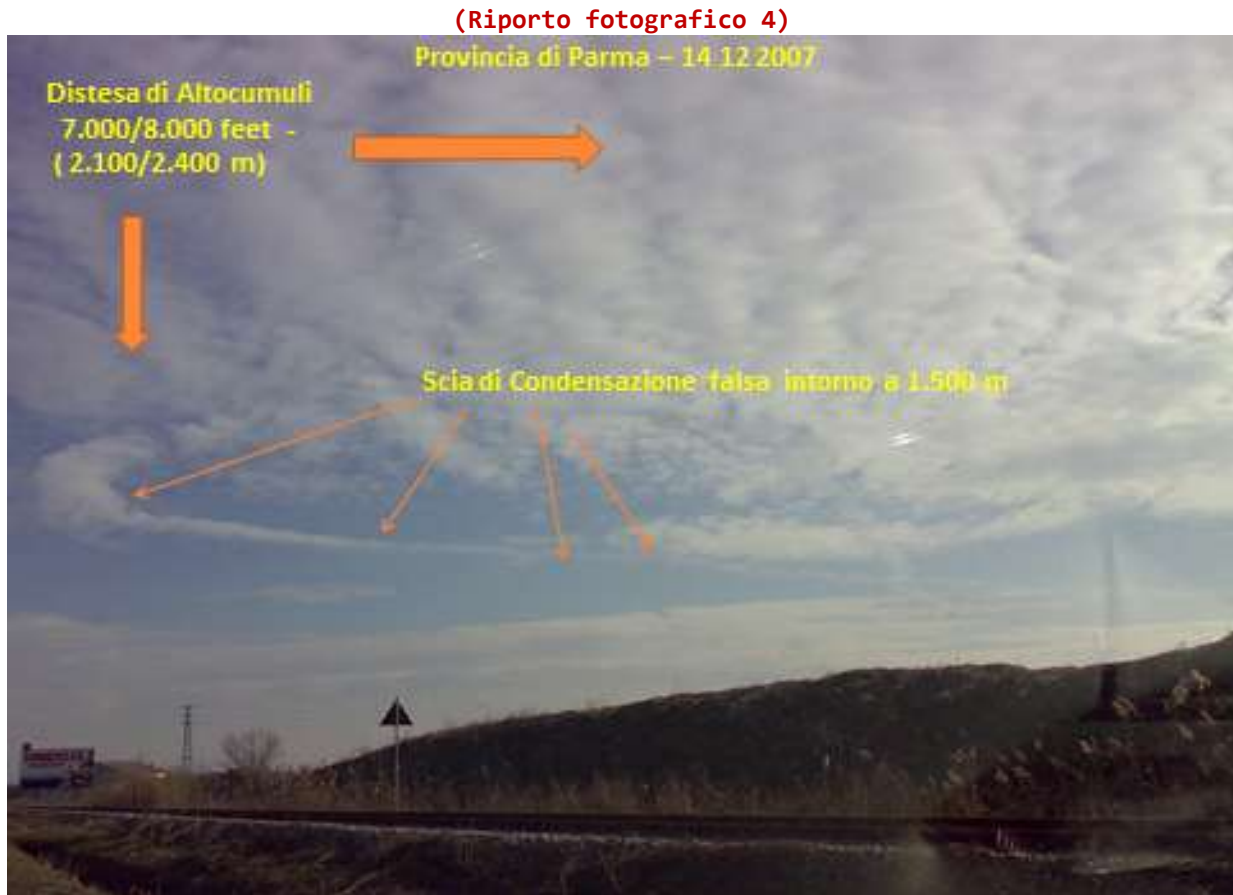 (Riporto fotografico 4)
Provincia di Parma – 14 12 2007
Distesa di Altocumuli
7.000/8.000 feet -
( 2.100/2.400 m)
Scia di Condensazione falsa intorno a 1.500 m